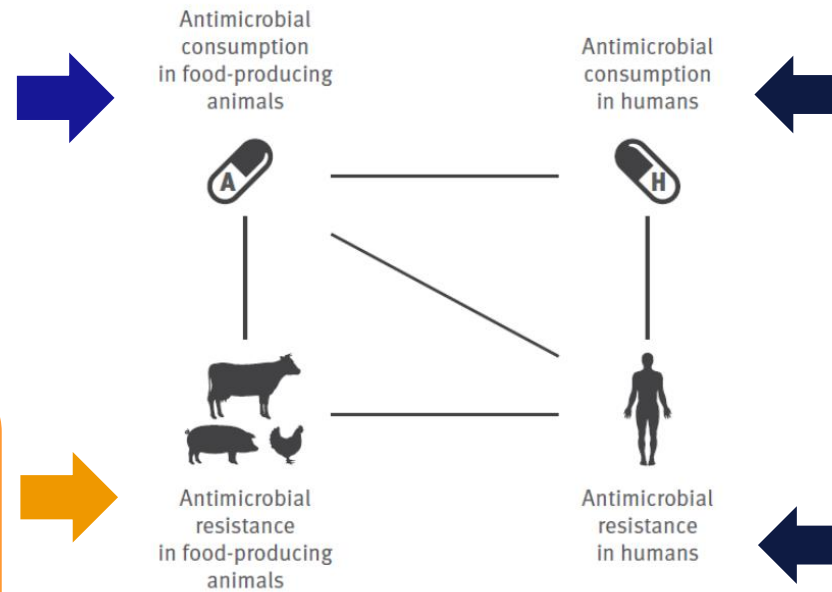 Antimicrobial
consumption
in food-producing
animals
Antimicrobial
consumption
in humans
A
H
Antimicrobial
resistance
in food-producing
animals
Antimicrobial
resistance
in humans